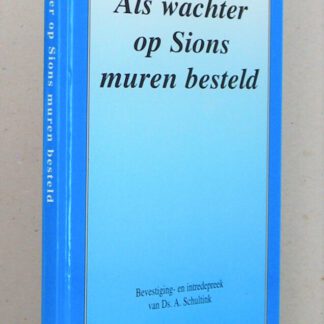 Als wachter
op Sions
muren besteld
Bevestiging- en intredepreek
van Ds. A. Schultink
er op Sions muren besteld